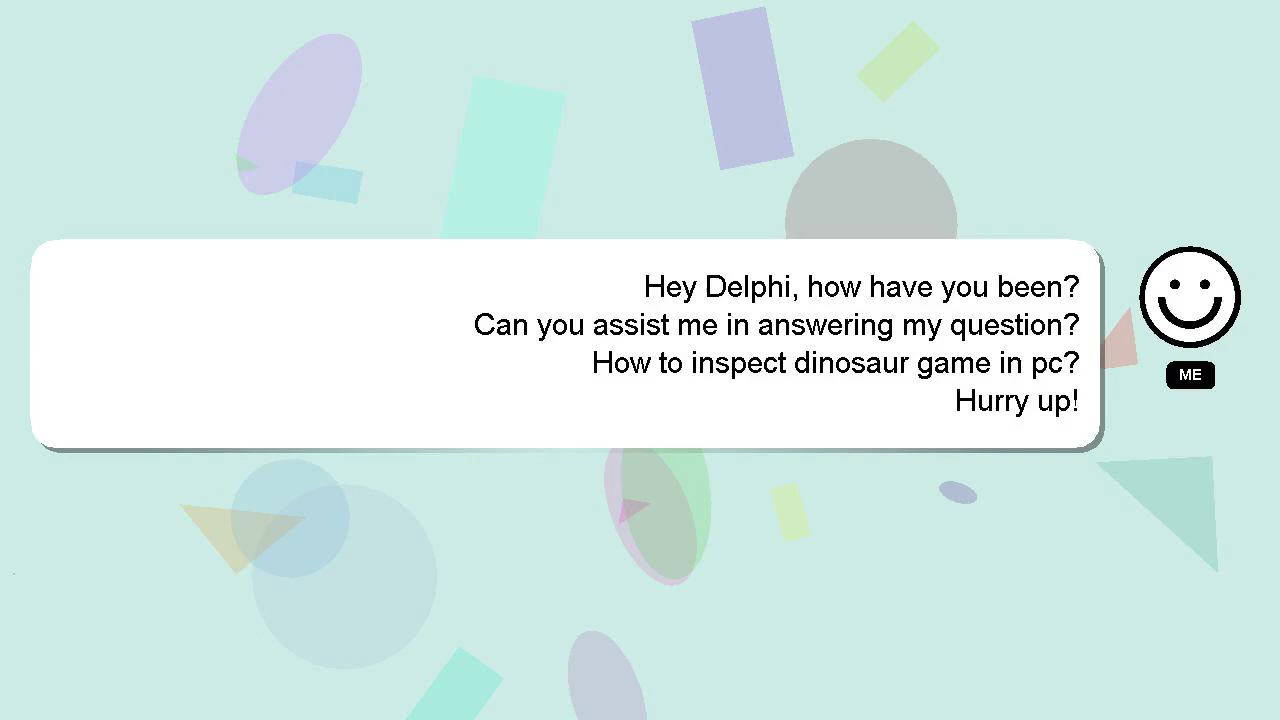 Hey Delphi, how have you been?
Can you assist me in answering my question?
How to inspect dinosaur game in pc?
Hurry up!
ME